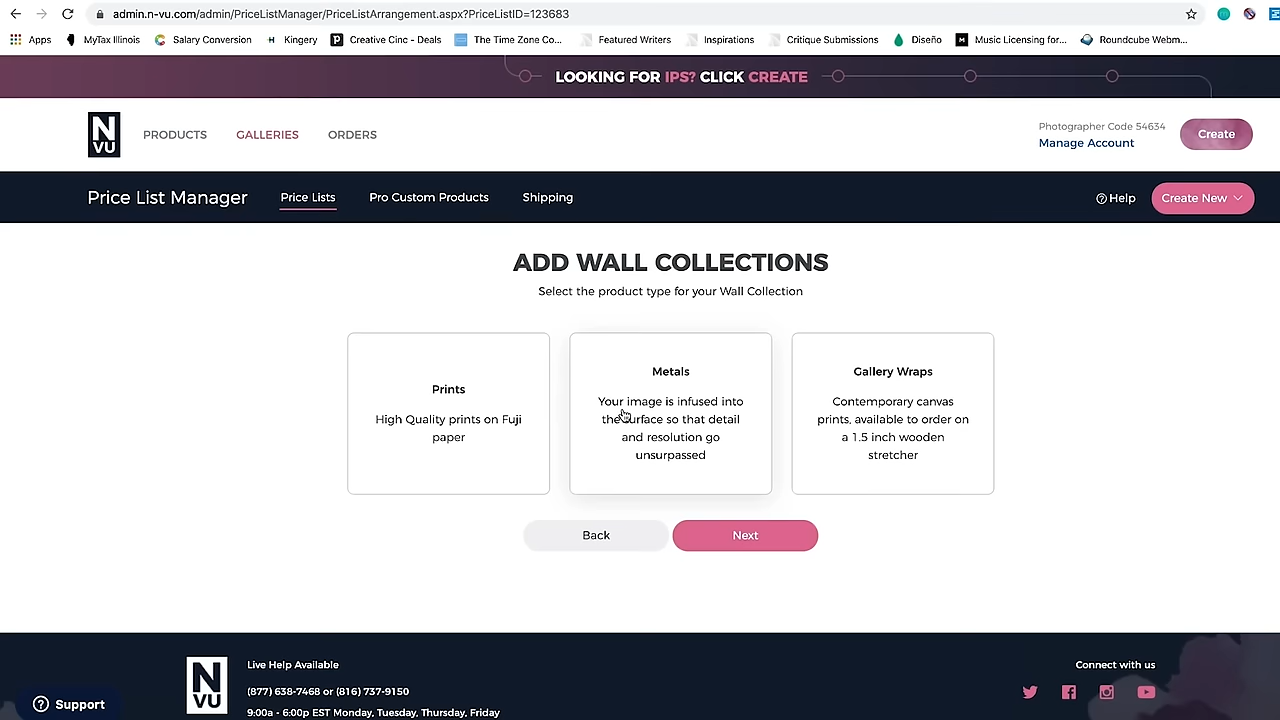 admin.n-vu.com/admin/PriceListManager/PriceListArrangement.aspx?PriceListID=123683
Apps MyTax Illinois Salary Conversion Kingery Creative Cinc - Deals The Time Zone Co... Featured Writers Inspirations Critique Submissions Diseño Music Licensing for... Roundcube Webm...
LOOKING FOR IPS? CLICK CREATE
N
VU
PRODUCTS GALLERIES ORDERS
Photographer Code 54634
Manage Account
Create
Price List Manager Price Lists Pro Custom Products Shipping Help Create New
ADD WALL COLLECTIONS
Select the product type for your Wall Collection
Prints
High Quality prints on Fuji
paper
Metals
Your image is infused into
the surface so that detail
and resolution go
unsurpassed
Gallery Wraps
Contemporary canvas
prints, available to order on
a 1.5 inch wooden
stretcher
Back Next
N
VU
Live Help Available
(877) 638-7468 or (816) 737-9150
9:00a - 6:00p EST Monday, Tuesday, Thursday, Friday
Connect with us
Support